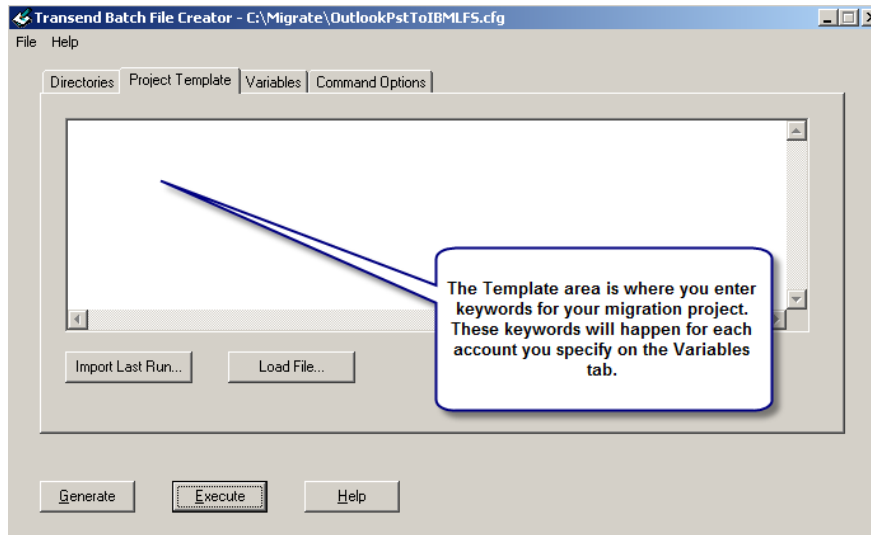 Transend Batch File Creator - C:\Migrate\OutlookPstToIBMLFS.cfg
File Help
Directories Project Template Variables Command Options
The Template area is where you enter
keywords for your migration project.
These keywords will happen for each
account you specify on the Variables
tab.
Import Last Run... Load File...
Generate Execute Help